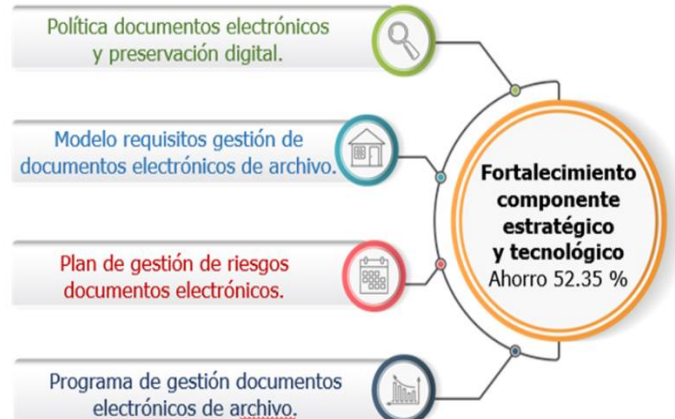 Política documentos electrónicos
y preservación digital.
Modelo requisitos gestión de
documentos electrónicos de archivo.
Plan de gestión de riesgos
documentos electrónicos.
Programa de gestión documentos
electrónicos de archivo.
Fortalecimiento
componente
estratégico
y tecnológico
Ahorro 52.35 %